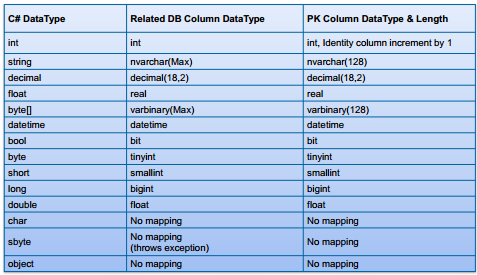 C# DataType Related DB Column DataType PK Column DataType & Length
int int int, Identity column increment by 1
string nvarchar(Max) nvarchar(128)
decimal decimal(18,2) decimal(18,2)
float real real
byte[] varbinary(Max) varbinary(128)
datetime datetime datetime
bool bit bit
byte tinyint tinyint
short smallint smallint
long bigint bigint
double float float
char No mapping No mapping
sbyte No mapping (throws exception) No mapping
object No mapping No mapping